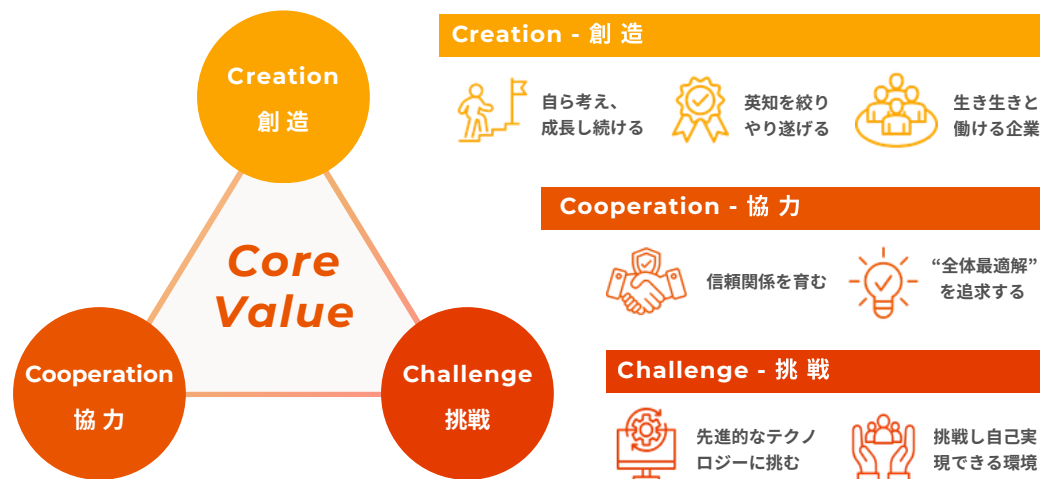 Creation
創 造
Core
Value
Cooperation
協 力
Challenge
挑戦
Creation - 創 造
自ら考え、
成長し続ける
英知を絞り
やり遂げる
生き生きと
働ける企業
Cooperation - 協 力
信頼関係を育む
“全体最適解”
を追求する
Challenge - 挑 戦
先進的なテクノ
ロジーに挑む
挑戦し自己実
現できる環境